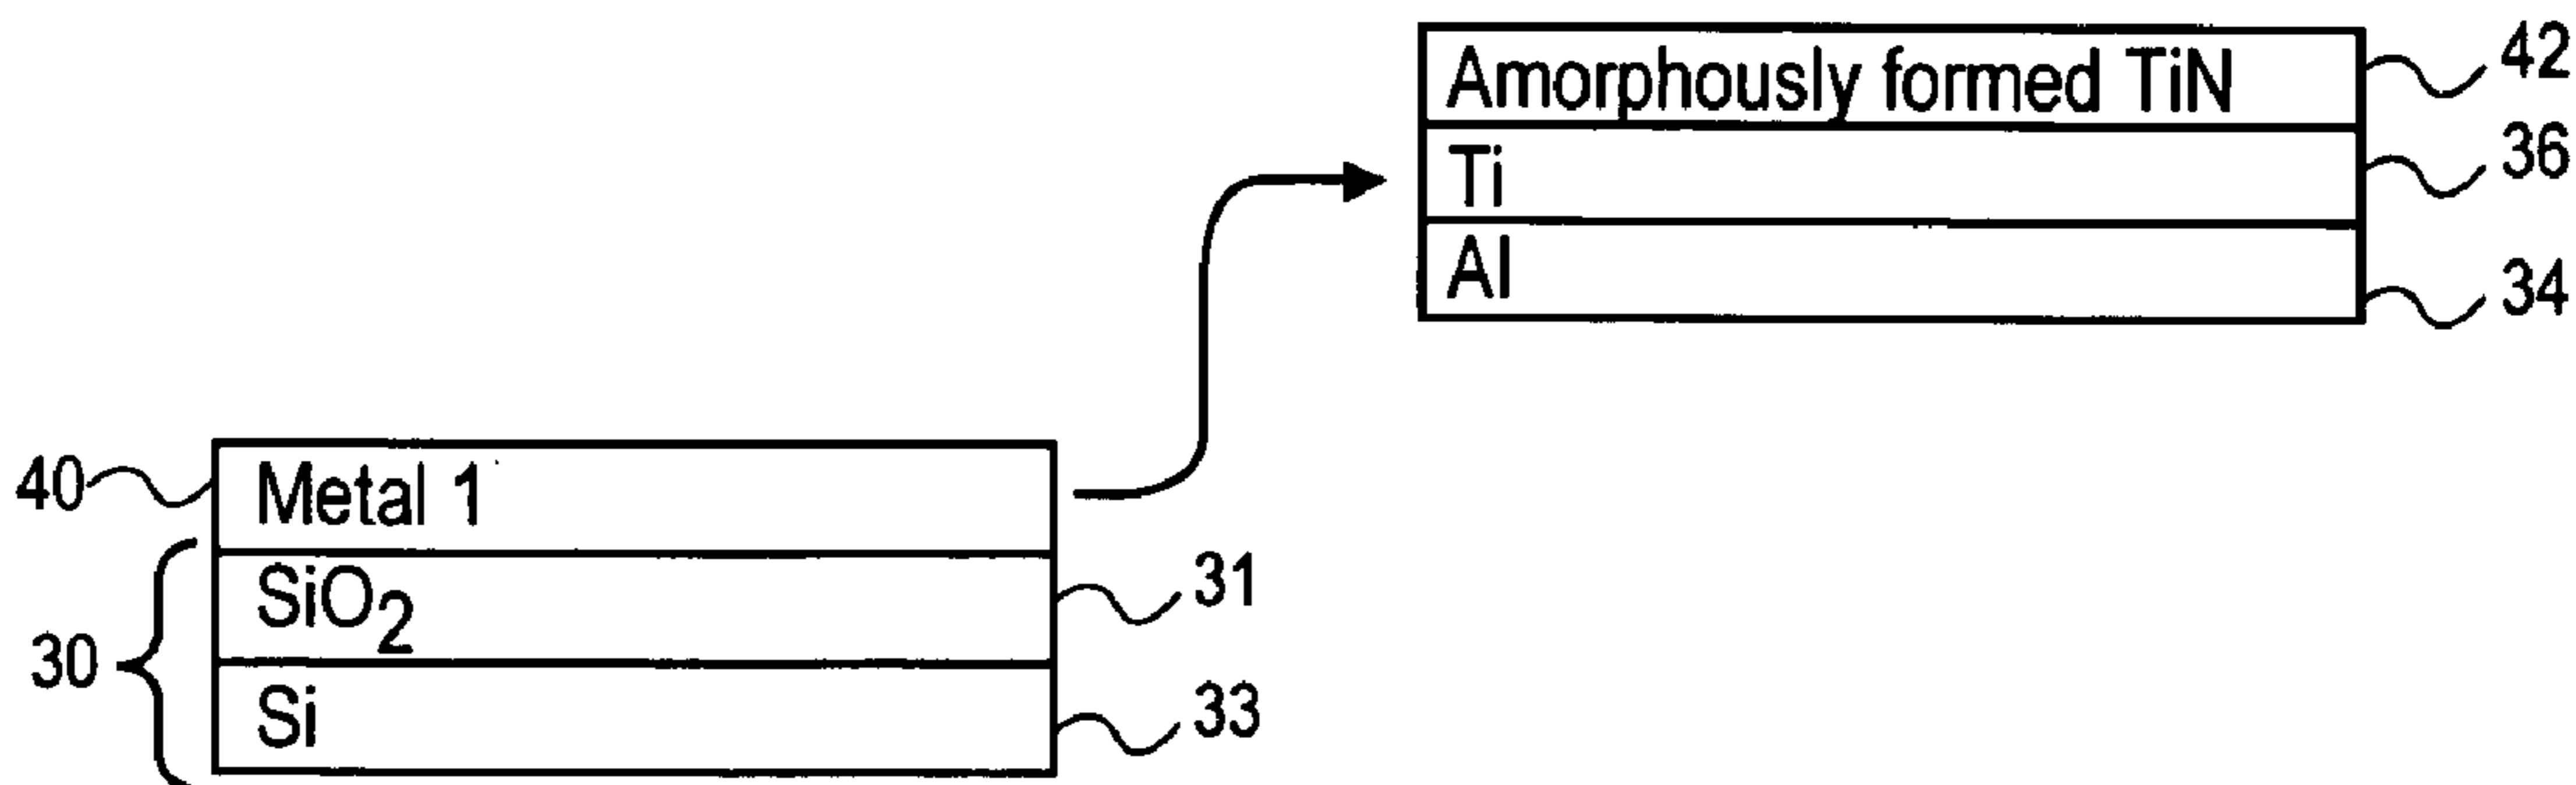 Amorphously formed TiN 42
Ti 36
Al 34
40 Metal 1
SiO2 31
30
Si 33